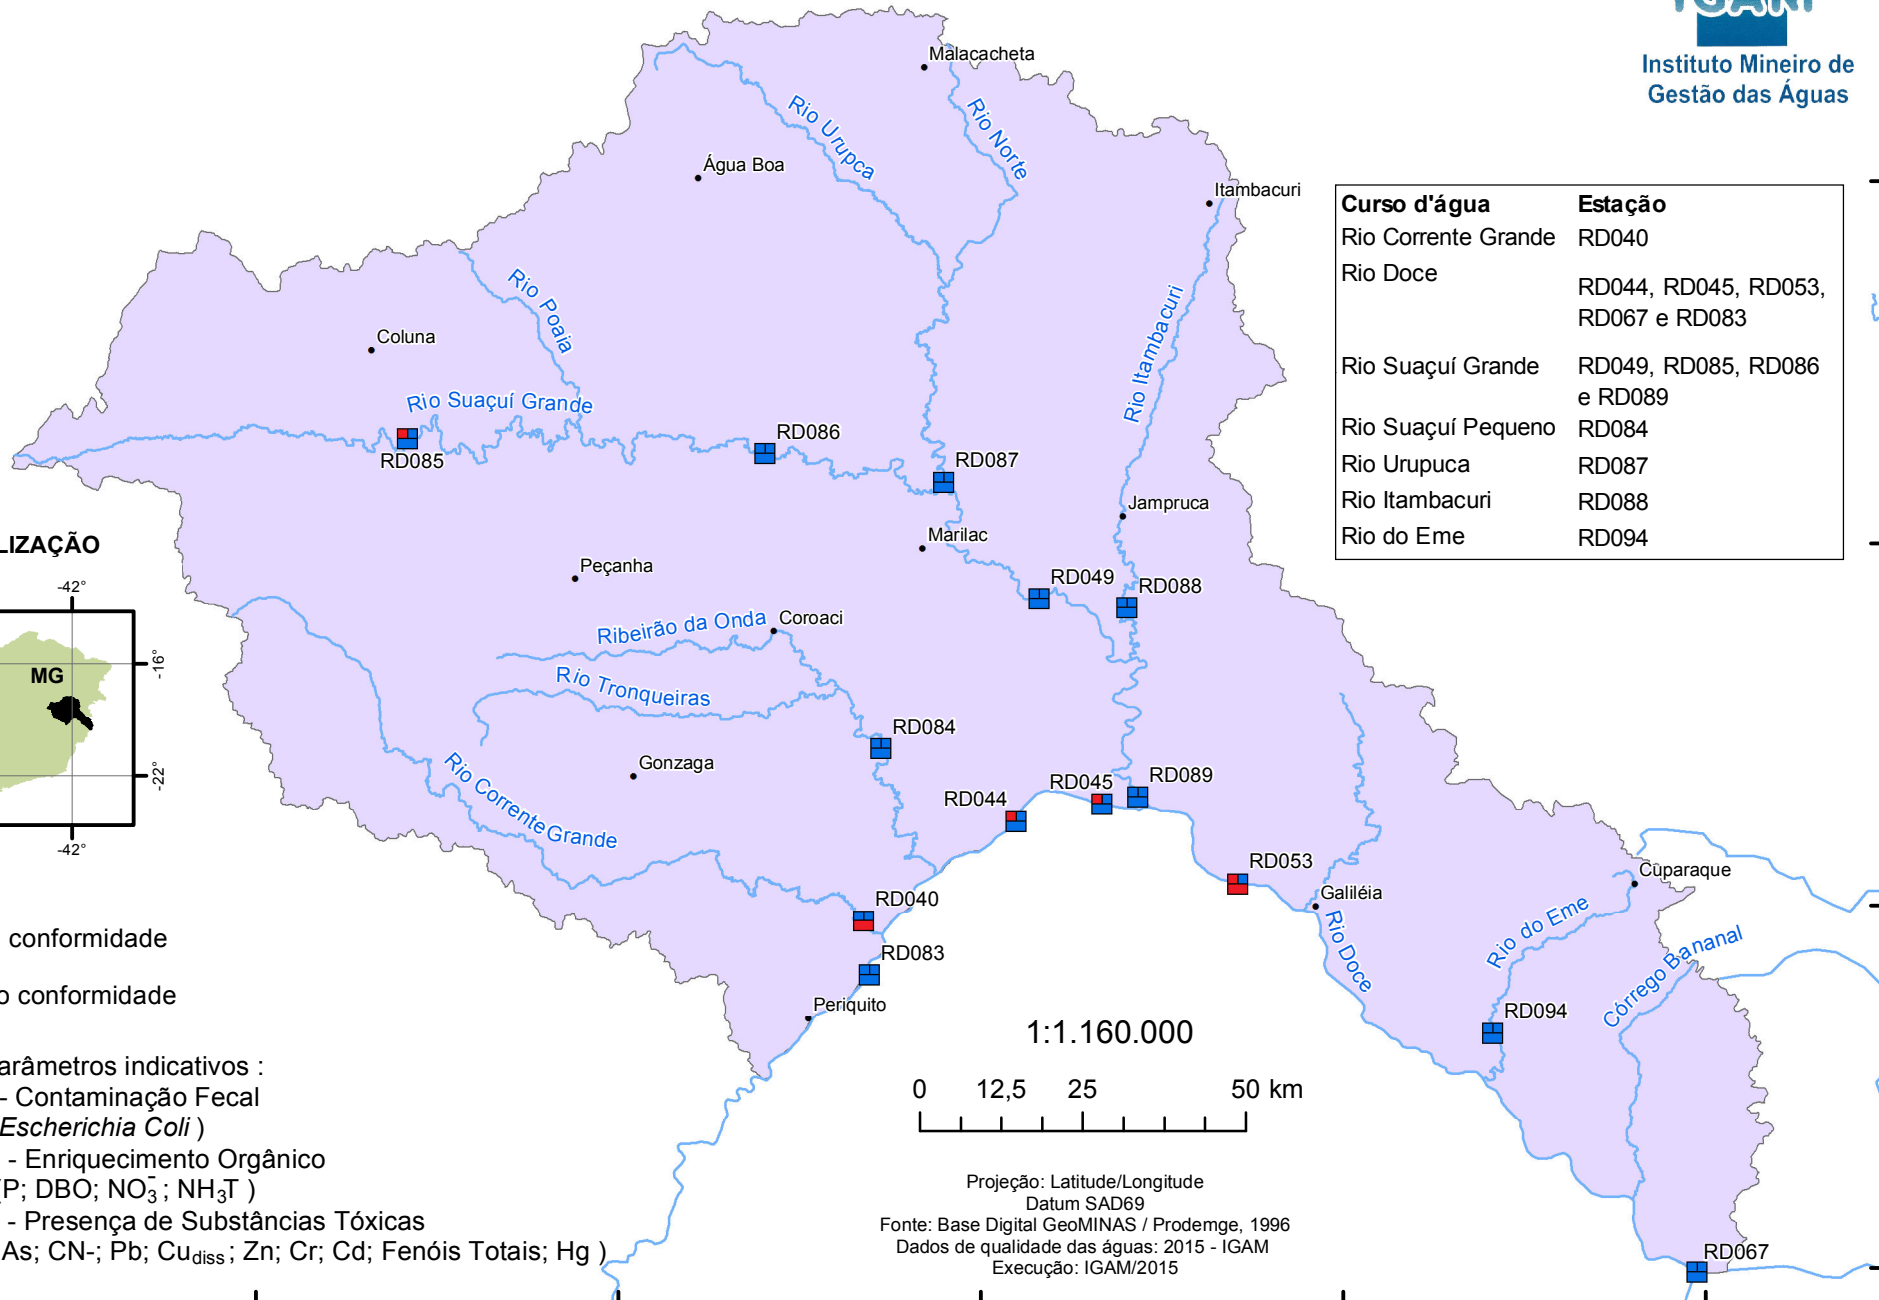 IGAM
Instituto Mineiro de
Gestão das Águas
Malacacheta
Rio Urupca
Rio Norte
Água Boa
Itambacuri
Curso d'água Estação
Rio Corrente Grande RD040
Rio Doce RD044, RD045, RD053,
RD067 e RD083
Rio Suaçuí Grande RD049, RD085, RD086
e RD089
Rio Suaçuí Pequeno RD084
Rio Urupuca RD087
Rio Itambacuri RD088
Rio do Eme RD094
Rio Poaia
Rio Itambacuri
Coluna
Rio Suaçuí Grande
RD085
RD086
RD087
Jampruca
Marilac
LIZAÇÃO
-42°
-16°
MG
-22°
-42°
Peçanha
RD049
RD088
Ribeirão da Onda
Coroaci
Rio Tronqueiras
RD084
Gonzaga
Rio Corrente Grande
RD044
RD045
RD089
RD053
Galiléia
Cuparaque
RD040
Rio Doce
Rio do Eme
Córrego Bananal
RD083
Periquito
RD094
conformidade
o conformidade
arâmetros indicativos :
- Contaminação Fecal
Escherichia Coli )
- Enriquecimento Orgânico
(P; DBO; NO₃⁻; NH₃T )
- Presença de Substâncias Tóxicas
As; CN-; Pb; Cudiss; Zn; Cr; Cd; Fenóis Totais; Hg )
1:1.160.000
0 12,5 25 50 km
Projeção: Latitude/Longitude
Datum SAD69
Fonte: Base Digital GeoMINAS / Prodemge, 1996
Dados de qualidade das águas: 2015 - IGAM
Execução: IGAM/2015
RD067